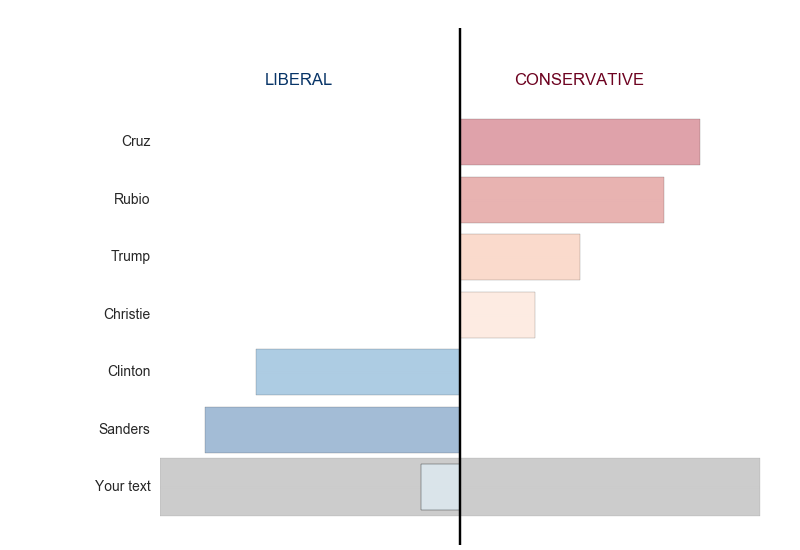 LIBERAL CONSERVATIVE
Cruz
Rubio
Trump
Christie
Clinton
Sanders
Your text